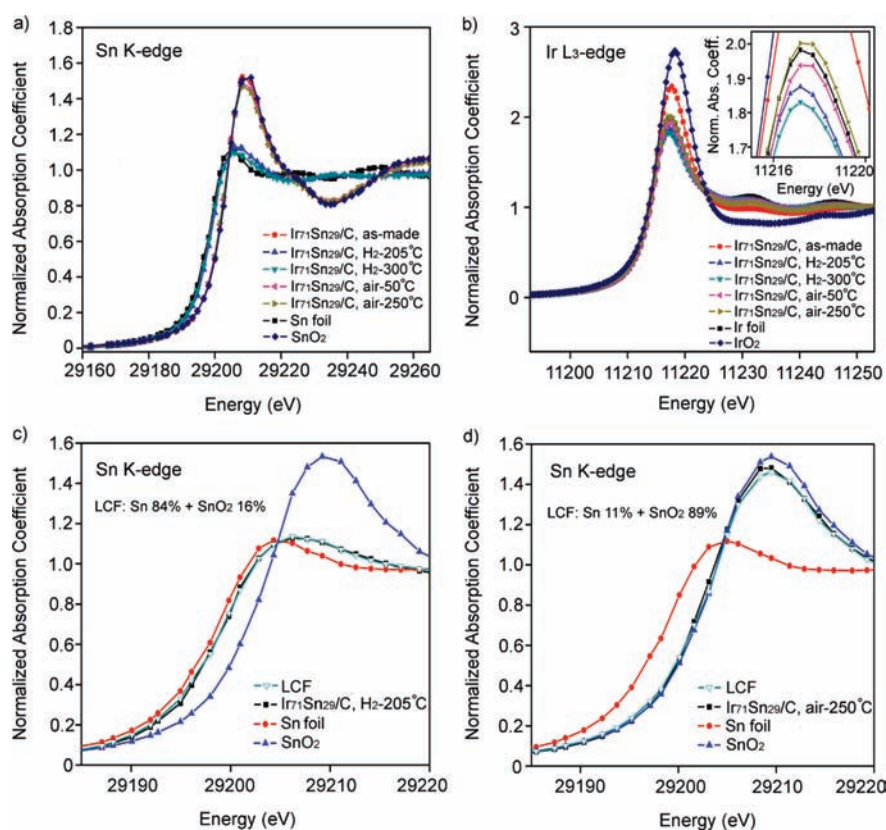 a)
Sn K-edge
Normalized Absorption Coefficient
1.8
1.6
1.4
1.2
1.0
0.8
0.6
0.4
0.2
0
Ir71Sn29/C, as-made
Ir71Sn29/C, H2-205°C
Ir71Sn29/C, H2-300°C
Ir71Sn29/C, air-50°C
Ir71Sn29/C, air-250°C
Sn foil
SnO2
29160 29180 29200 29220 29240 29260
Energy (eV)
b)
Ir L3-edge
Normalized Absorption Coefficient
3
2
1
0
Norm. Abs. Coeff.
2.0
1.9
1.8
1.7
11216 11220
Energy (eV)
Ir71Sn29/C, as-made
Ir71Sn29/C, H2-205°C
Ir71Sn29/C, H2-300°C
Ir71Sn29/C, air-50°C
Ir71Sn29/C, air-250°C
Ir foil
IrO2
11200 11210 11220 11230 11240 11250
Energy (eV)
c)
Sn K-edge
LCF: Sn 84% + SnO2 16%
Normalized Absorption Coefficient
1.6
1.4
1.2
1.0
0.8
0.6
0.4
0.2
0
LCF
Ir71Sn29/C, H2-205°C
Sn foil
SnO2
29190 29200 29210 29220
Energy (eV)
d)
Sn K-edge
LCF: Sn 11% + SnO2 89%
Normalized Absorption Coefficient
1.6
1.4
1.2
1.0
0.8
0.6
0.4
0.2
0
LCF
Ir71Sn29/C, air-250°C
Sn foil
SnO2
29190 29200 29210 29220
Energy (eV)